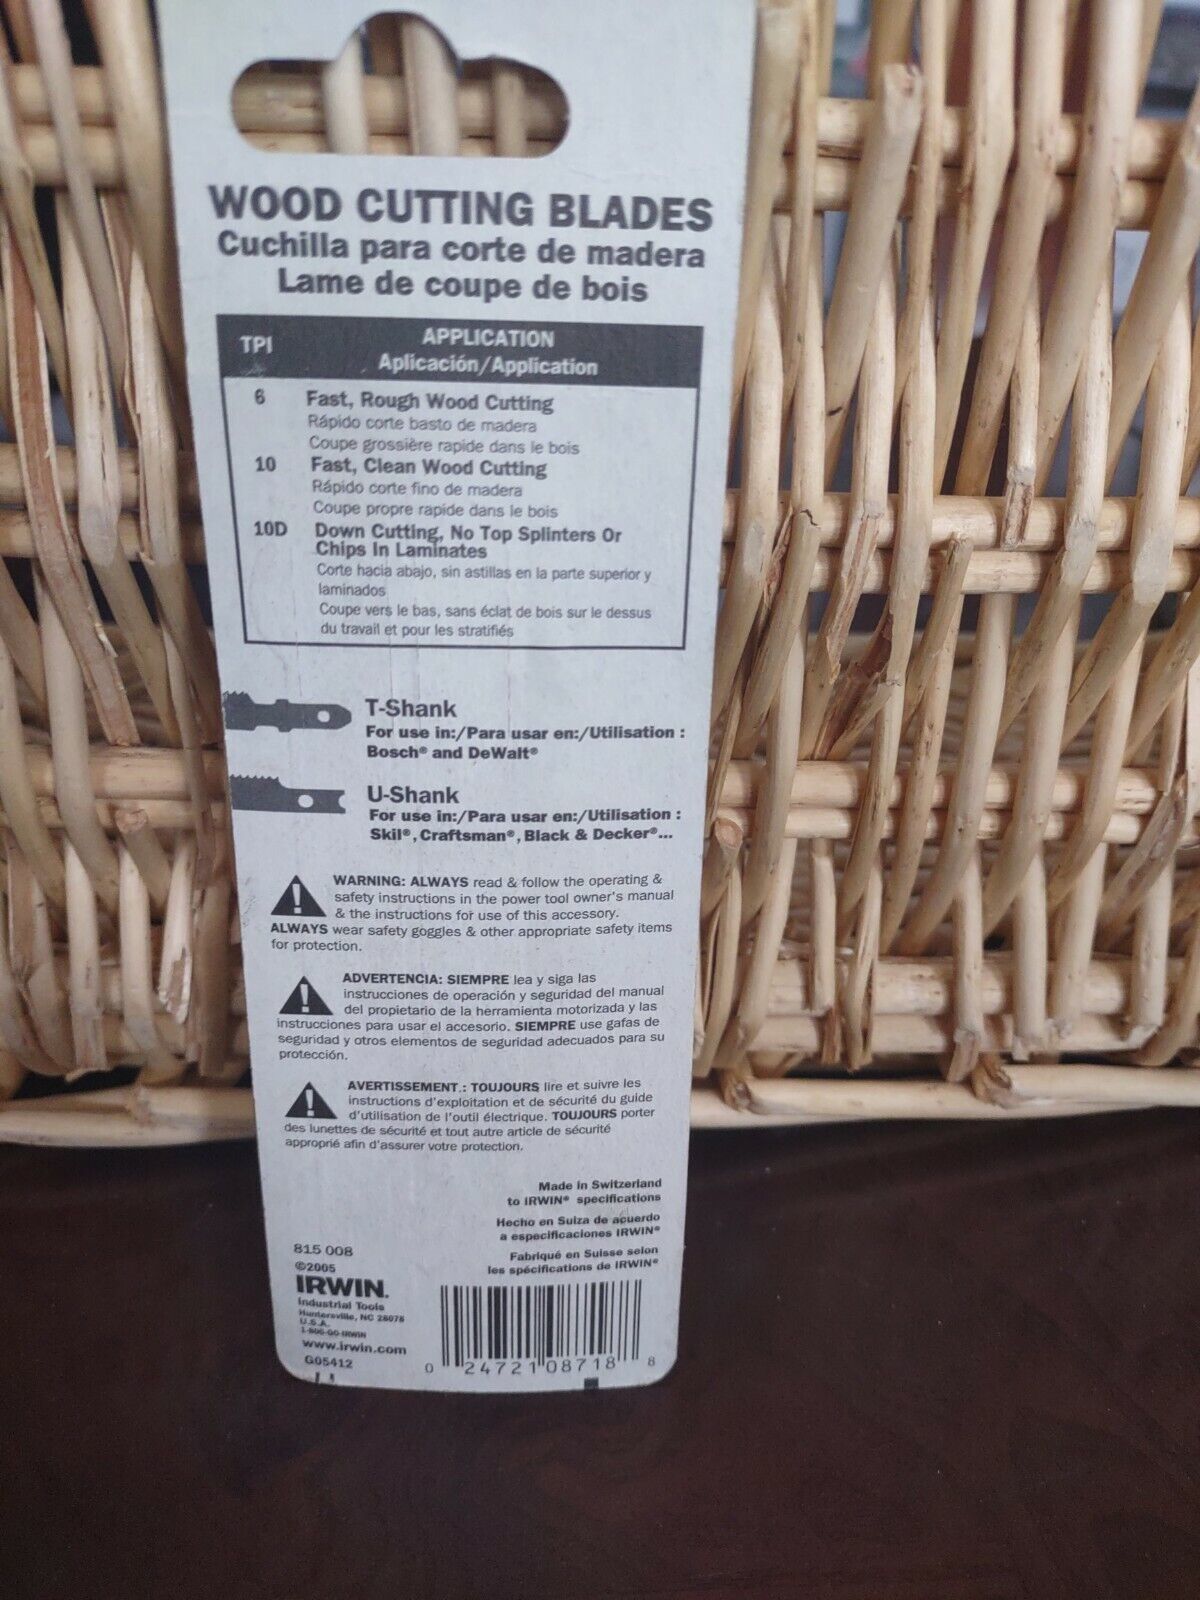 WOOD CUTTING BLADES
Cuchilla para corte de madera
Lame de coupe de bois
TPI
APPLICATION
Aplicación/Application
6 Fast, Rough Wood Cutting
Rápido corte basto de madera
Coupe grossière rapide dans le bois
10 Fast, Clean Wood Cutting
Rápido corte fino de madera
Coupe propre rapide dans le bois
10D Down Cutting, No Top Splinters Or
Chips In Laminates
Corte hacia abajo, sin astillas en la parte superior y
laminados
Coupe vers le bas, sans éclat de bois sur le dessus
du travail et pour les stratifiés
T-Shank
For use in:/Para usar en:/Utilisation :
Bosch® and DeWalt®
U-Shank
For use in:/Para usar en:/Utilisation :
Skil®, Craftsman®, Black & Decker®...
WARNING: ALWAYS read & follow the operating &
safety instructions in the power tool owner's manual
& the instructions for use of this accessory.
ALWAYS wear safety goggles & other appropriate safety items
for protection.
ADVERTENCIA: SIEMPRE lea y siga las
instrucciones de operación y seguridad del manual
del propietario de la herramienta motorizada y las
instrucciones para usar el accesorio. SIEMPRE use gafas de
seguridad y otros elementos de seguridad adecuados para su
protección.
AVERTISSEMENT.: TOUJOURS lire et suivre les
instructions d'exploitation et de sécurité du guide
d'utilisation de l'outil électrique. TOUJOURS porter
des lunettes de sécurité et tout autre article de sécurité
approprié afin d'assurer votre protection.
Made in Switzerland
to IRWIN® specifications
Hecho en Suiza de acuerdo
a especificaciones IRWIN®
Fabriqué en Suisse selon
les spécifications de IRWIN®
815 008
©2005
IRWIN.
Industrial Tools
Huntersville, NC 28078
U.S.A.
1-800-GO-IRWIN
www.irwin.com
G05412
0 24721 08718 8